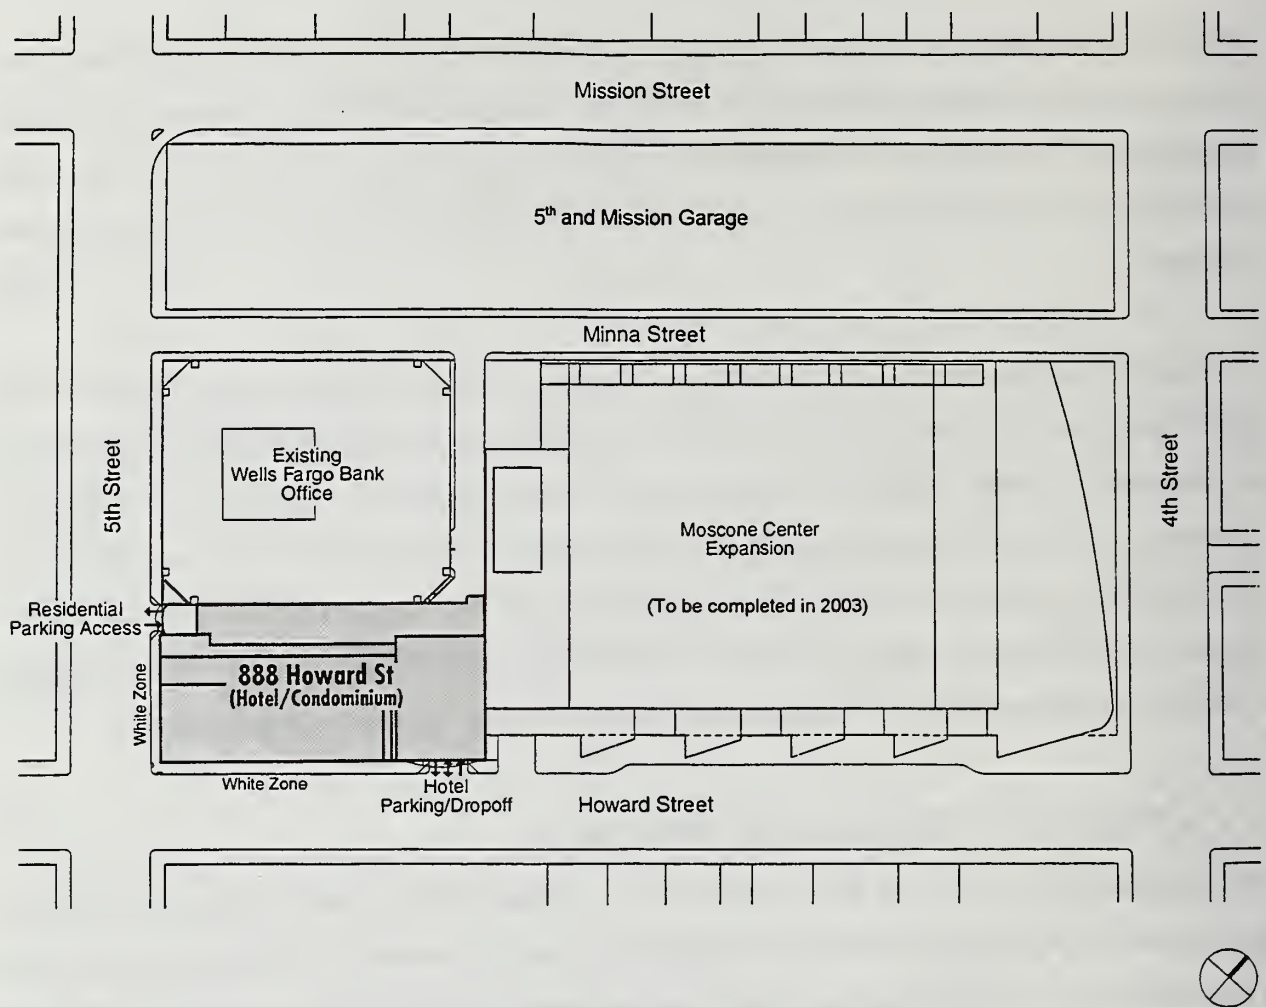 Mission Street
5th and Mission Garage
Minna Street
5th Street
Existing
Wells Fargo Bank
Office
Moscone Center
Expansion
(To be completed in 2003)
4th Street
Residential
Parking Access
888 Howard St
(Hotel/Condominium)
White Zone
White Zone
Hotel
Parking/Dropoff
Howard Street